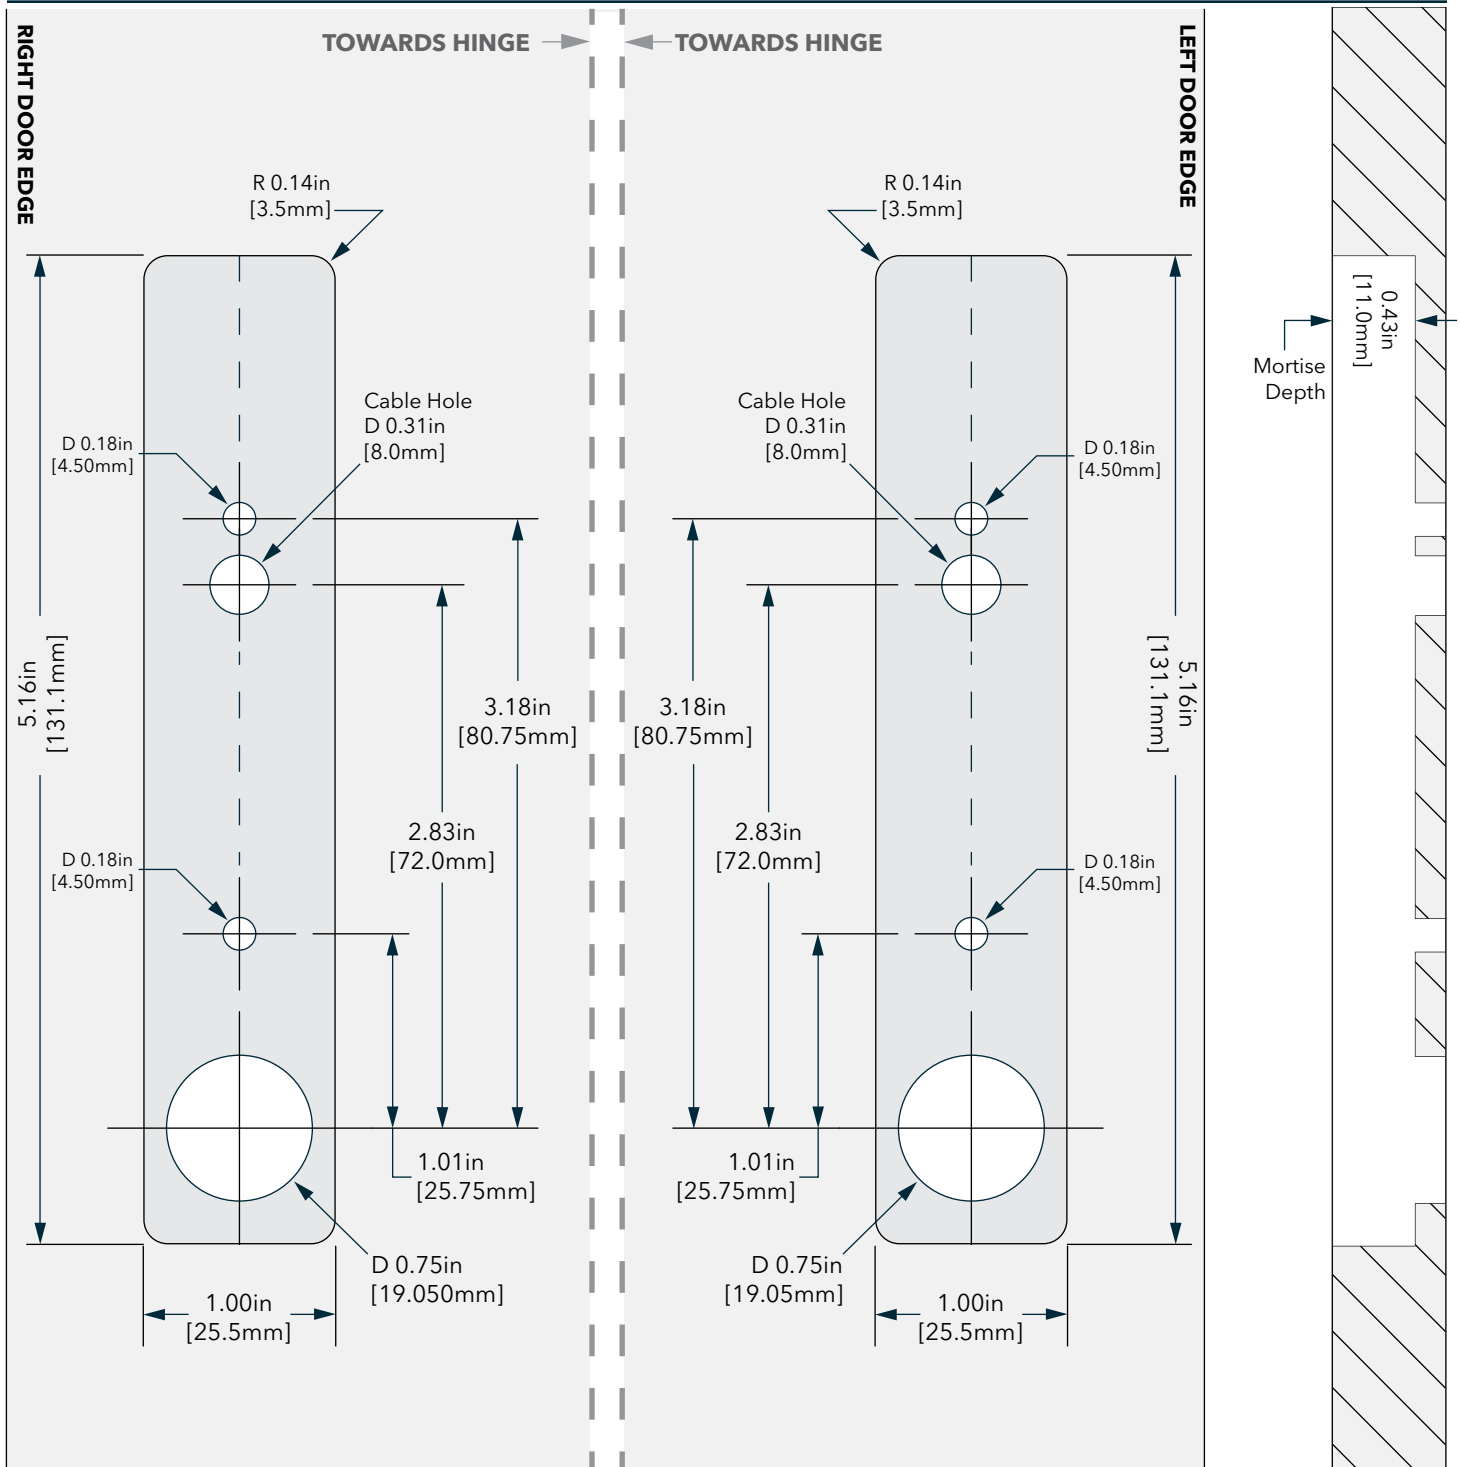 TOWARDS HINGE
TOWARDS HINGE
RIGHT DOOR EDGE
LEFT DOOR EDGE
R 0.14in
[3.5mm]
R 0.14in
[3.5mm]
0.43in
[11.0mm]
Mortise
Depth
Cable Hole
D 0.31in
[8.0mm]
Cable Hole
D 0.31in
[8.0mm]
D 0.18in
[4.50mm]
D 0.18in
[4.50mm]
5.16in
[131.1mm]
3.18in
[80.75mm]
3.18in
[80.75mm]
5.16in
[131.1mm]
2.83in
[72.0mm]
2.83in
[72.0mm]
D 0.18in
[4.50mm]
D 0.18in
[4.50mm]
1.01in
[25.75mm]
1.01in
[25.75mm]
D 0.75in
[19.050mm]
D 0.75in
[19.05mm]
1.00in
[25.5mm]
1.00in
[25.5mm]